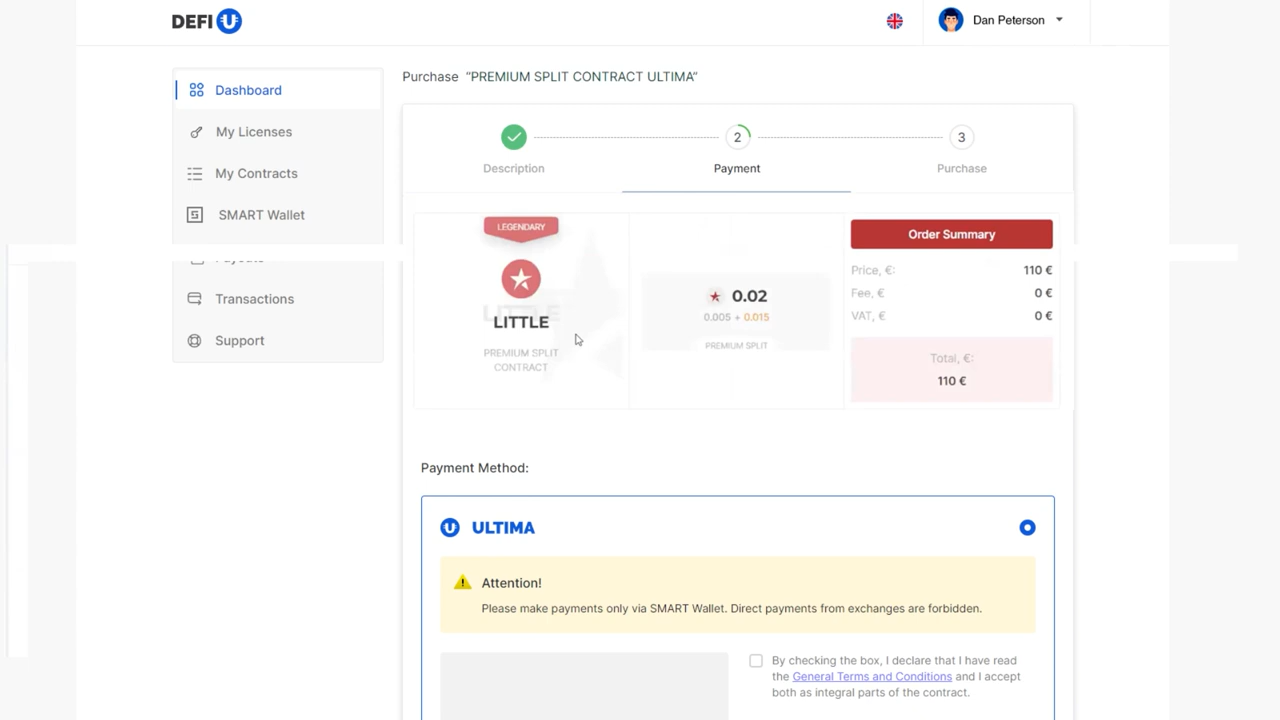 DEFI
Dan Peterson
Dashboard
My Licenses
My Contracts
SMART Wallet
Transactions
Support
Purchase "PREMIUM SPLIT CONTRACT ULTIMA"
2
3
Description
Payment
Purchase
LEGENDARY
LITTLE
PREMIUM SPLIT
CONTRACT
0.02
0.005 + 0.015
PREMIUM SPLIT
Order Summary
Price, €: 110 €
Fee, € 0 €
VAT, € 0 €
Total, €:
110 €
Payment Method:
ULTIMA
Attention!
Please make payments only via SMART Wallet. Direct payments from exchanges are forbidden.
By checking the box, I declare that I have read
the General Terms and Conditions and I accept
both as integral parts of the contract.